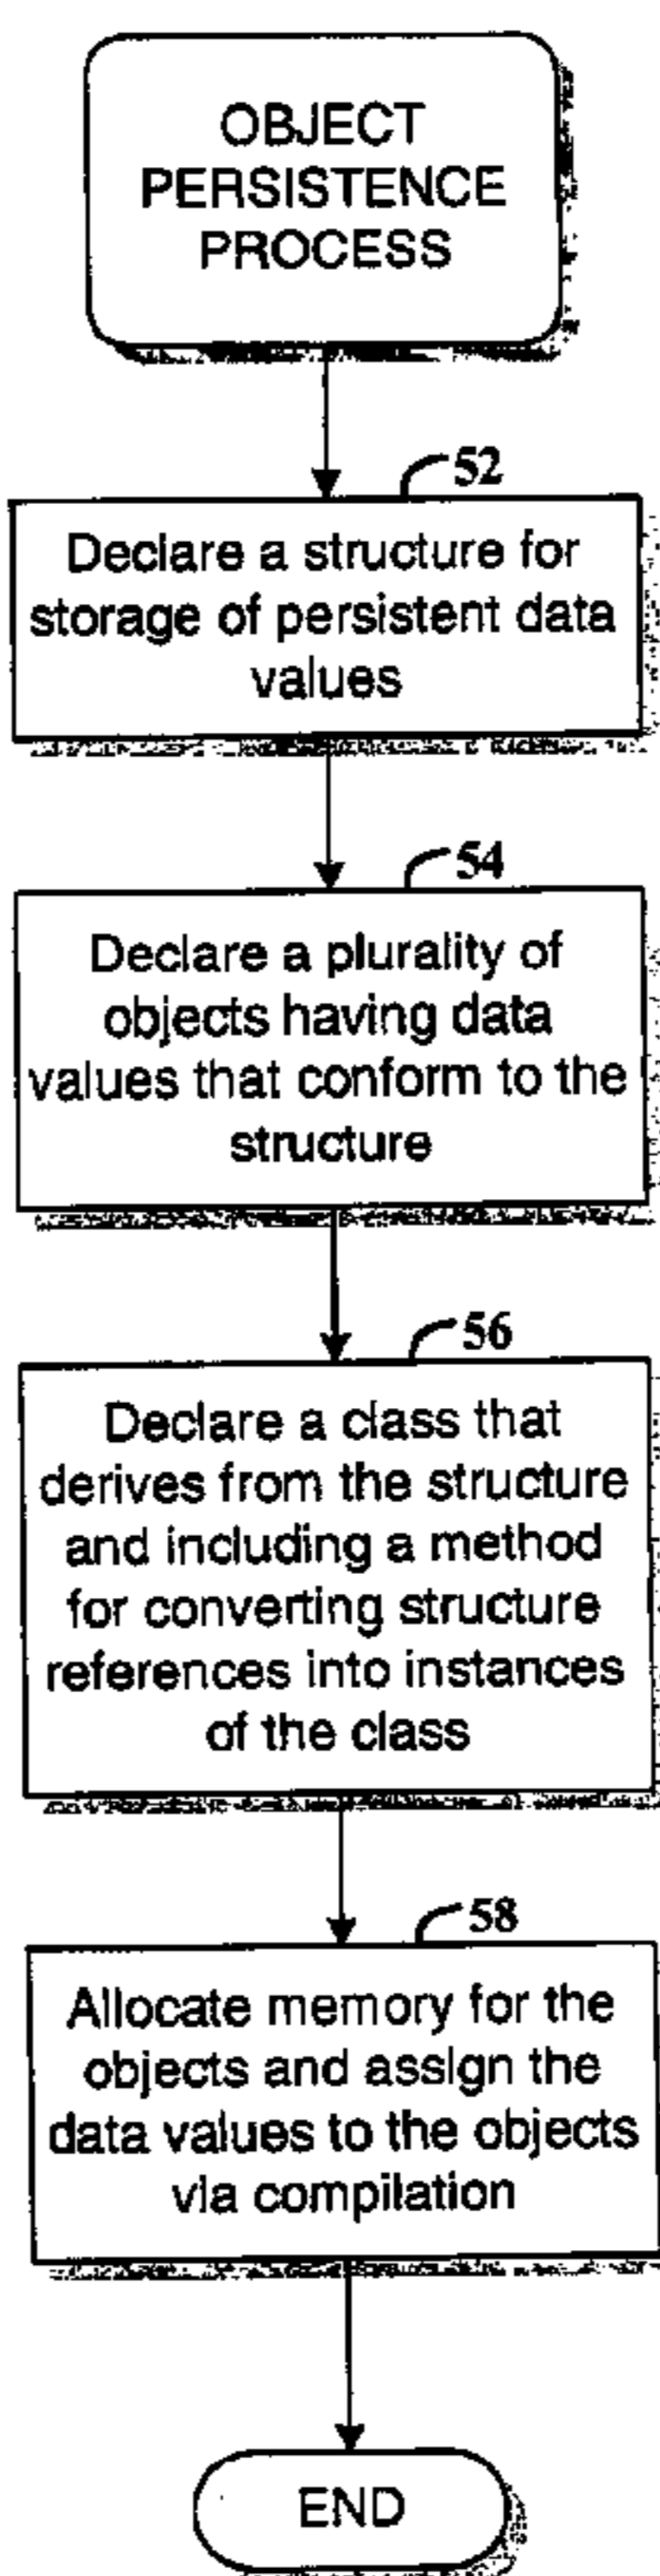 OBJECT
PERSISTENCE
PROCESS
52
Declare a structure for
storage of persistent data
values
54
Declare a plurality of
objects having data
values that conform to the
structure
56
Declare a class that
derives from the structure
and including a method
for converting structure
references into instances
of the class
58
Allocate memory for the
objects and assign the
data values to the objects
via compilation
END